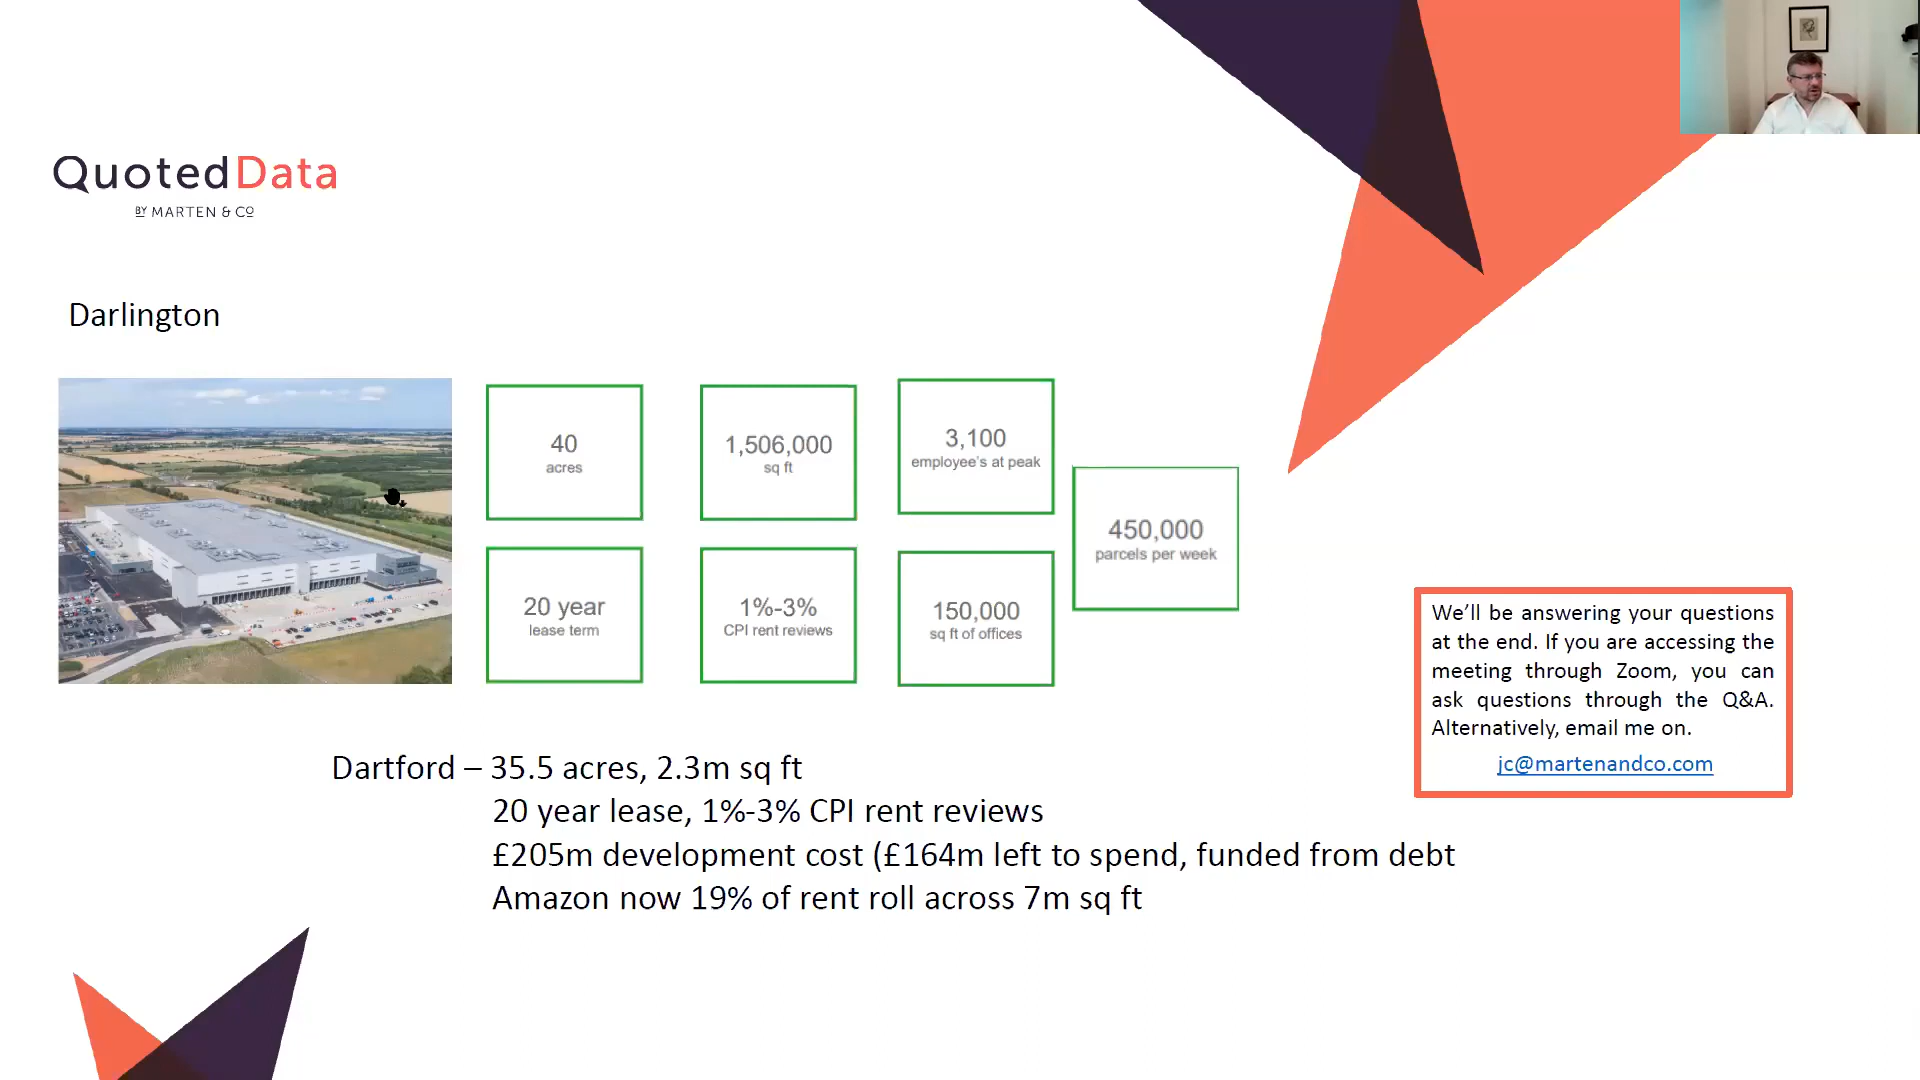 QuotedData
BY MARTEN & CO
Darlington
40
acres
1,506,000
sq ft
3,100
employee's at peak
450,000
parcels per week
20 year
lease term
1%-3%
CPI rent reviews
150,000
sq ft of offices
We'll be answering your questions
at the end. If you are accessing the
meeting through Zoom, you can
ask questions through the Q&A.
Alternatively, email me on.
jc@martenandco.com
Dartford – 35.5 acres, 2.3m sq ft
20 year lease, 1%-3% CPI rent reviews
£205m development cost (£164m left to spend, funded from debt
Amazon now 19% of rent roll across 7m sq ft